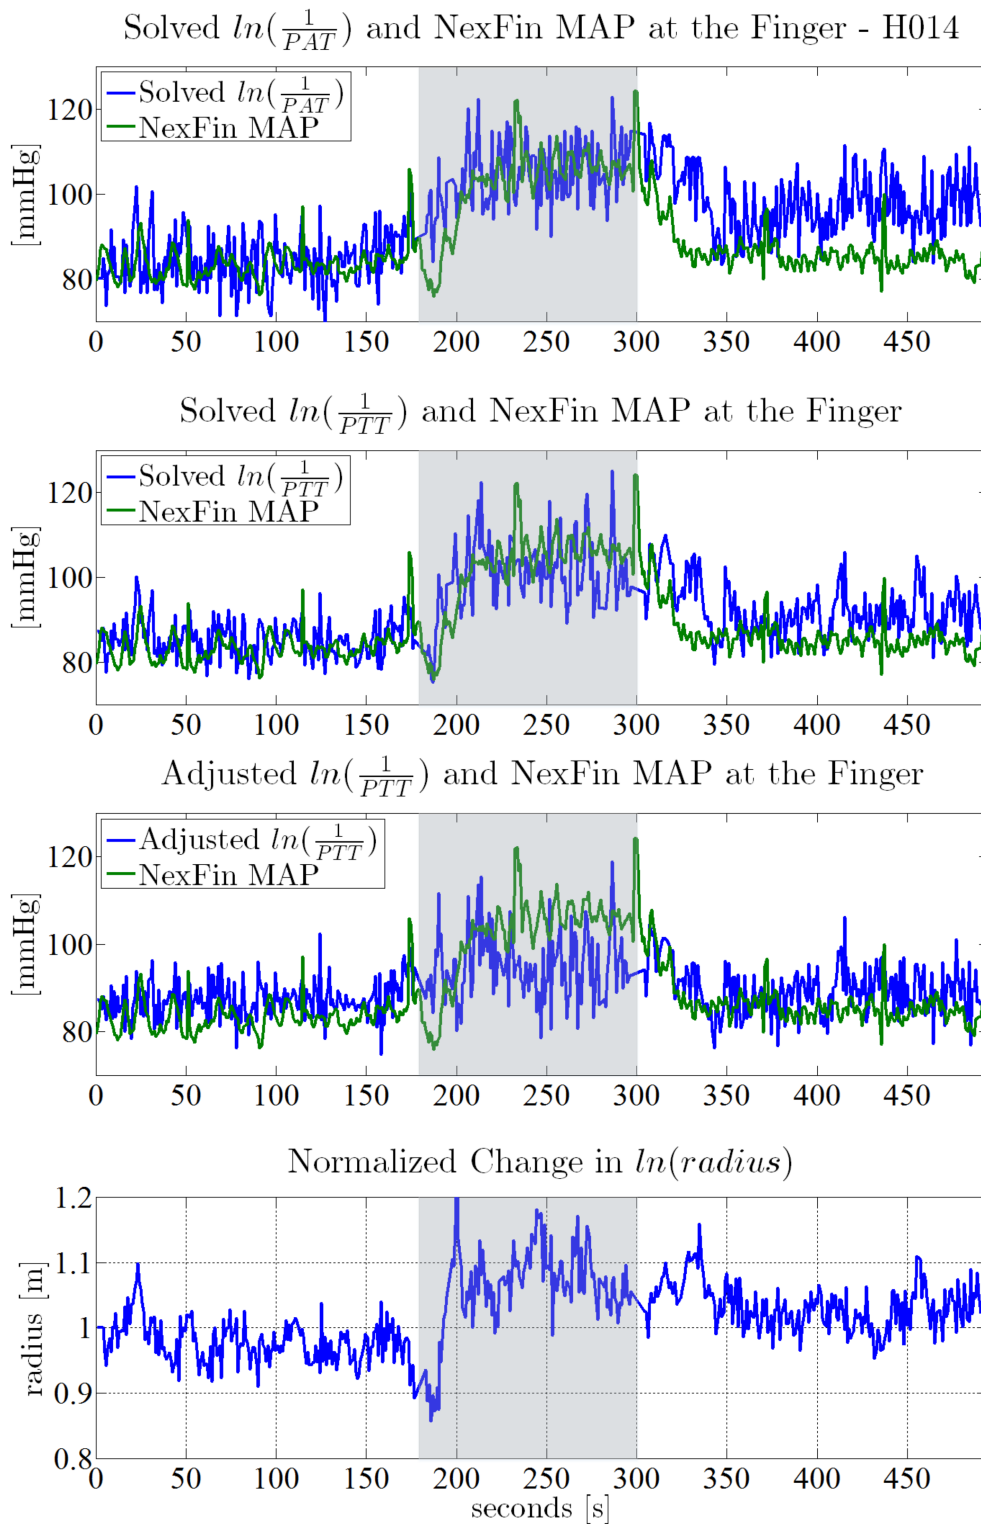 Solved ln(1/PAT) and NexFin MAP at the Finger - H014
[mmHg]
120
100
80
Solved ln(1/PAT)
NexFin MAP
0 50 100 150 200 250 300 350 400 450
Solved ln(1/PTT) and NexFin MAP at the Finger
[mmHg]
120
100
80
Solved ln(1/PTT)
NexFin MAP
0 50 100 150 200 250 300 350 400 450
Adjusted ln(1/PTT) and NexFin MAP at the Finger
[mmHg]
120
100
80
Adjusted ln(1/PTT)
NexFin MAP
0 50 100 150 200 250 300 350 400 450
Normalized Change in ln(radius)
radius [m]
1.2
1.1
1
0.9
0.8
0 50 100 150 200 250 300 350 400 450
seconds [s]